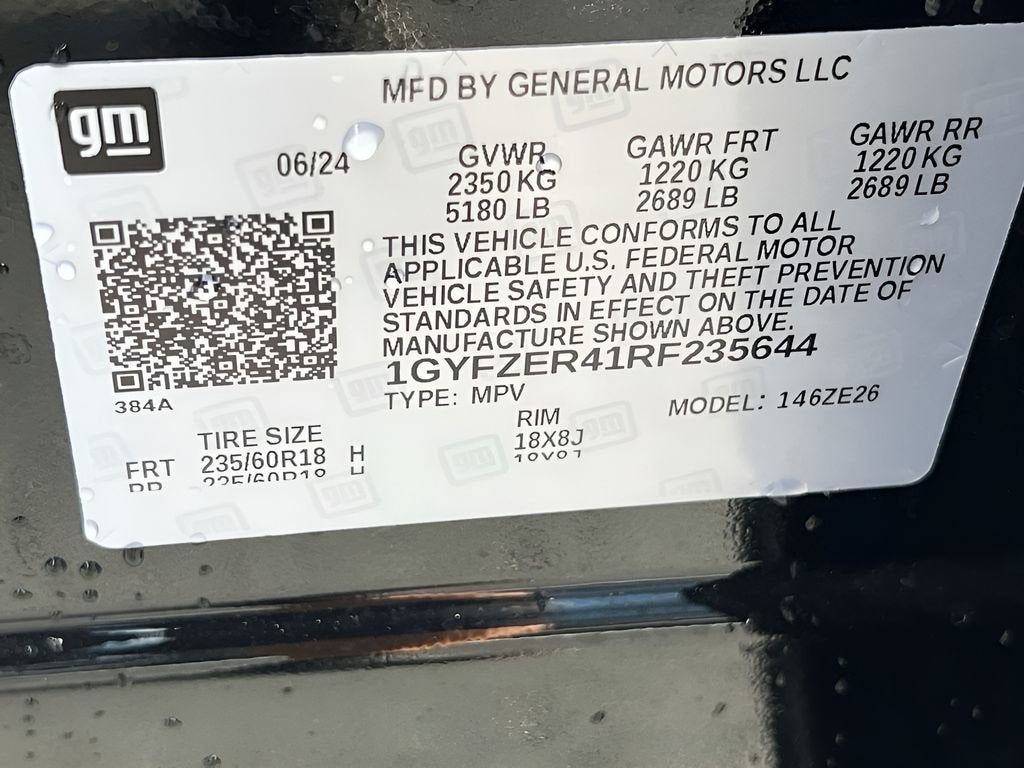 gm
MFD BY GENERAL MOTORS LLC
06/24
GVWR GAWR FRT GAWR RR
2350 KG 1220 KG 1220 KG
5180 LB 2689 LB 2689 LB
THIS VEHICLE CONFORMS TO ALL
APPLICABLE U.S. FEDERAL MOTOR
VEHICLE SAFETY AND THEFT PREVENTION
STANDARDS IN EFFECT ON THE DATE OF
MANUFACTURE SHOWN ABOVE.
1GYFZER41RF235644
384A
TYPE: MPV MODEL: 146ZE26
TIRE SIZE RIM
FRT 235/60R18 H 18X8J